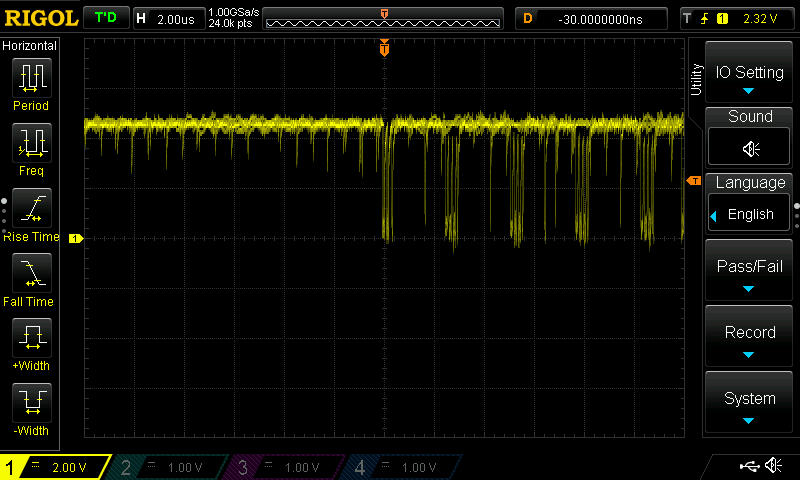 RIGOL T'D H 2.00us 1.00GSa/s 24.0k pts T D -30.0000000ns T 1 2.32 V
Horizontal
Period
Freq
Rise Time
Fall Time
+Width
-Width
T
T
1
Utility
IO Setting
Sound
Language
English
Pass/Fail
Record
System
1 2.00 V 2 1.00 V 3 1.00 V 4 1.00 V